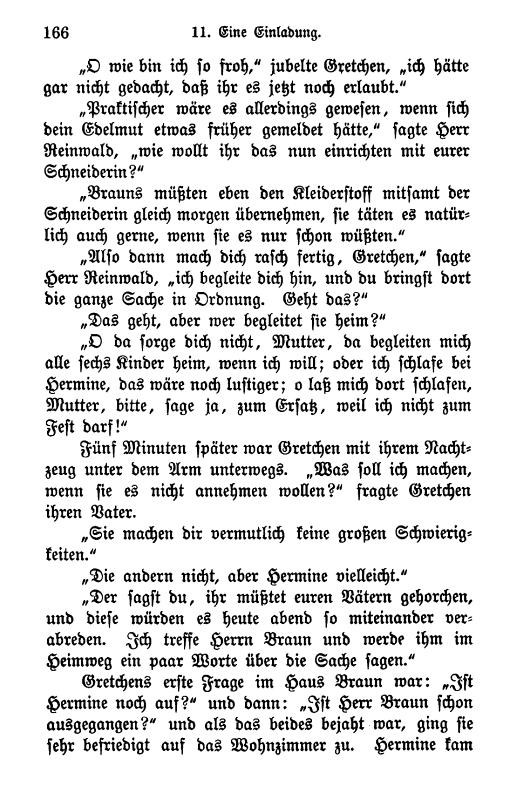 166 11. Eine Einladung.
„O wie bin ich so froh,“ jubelte Gretchen, „ich hätte
gar nicht gedacht, daß ihr es jetzt noch erlaubt.“
„Praktischer wäre es allerdings gewesen, wenn sich
dein Edelmut etwas früher gemeldet hätte,“ sagte Herr
Reinwald, „wie wollt ihr das nun einrichten mit eurer
Schneiderin?“
„Brauns müßten eben den Kleiderstoff mitsamt der
Schneiderin gleich morgen übernehmen, sie täten es natür-
lich auch gerne, wenn sie es nur schon wüßten.“
„Also dann mach dich rasch fertig, Gretchen,“ sagte
Herr Reinwald, „ich begleite dich hin, und du bringst dort
die ganze Sache in Ordnung. Geht das?“
„Das geht, aber wer begleitet sie heim?“
„O da sorge dich nicht, Mutter, da begleiten mich
alle sechs Kinder heim, wenn ich will; oder ich schlafe bei
Hermine, das wäre noch lustiger; o laß mich dort schlafen,
Mutter, bitte, sage ja, zum Ersatz, weil ich nicht zum
Fest darf!“
Fünf Minuten später war Gretchen mit ihrem Nacht-
zeug unter dem Arm unterwegs. „Was soll ich machen,
wenn sie es nicht annehmen wollen?“ fragte Gretchen
ihren Vater.
„Sie machen dir vermutlich keine großen Schwierig-
keiten.“
„Die andern nicht, aber Hermine vielleicht.“
„Der sagst du, ihr müßtet euren Vätern gehorchen,
und diese würden es heute abend so miteinander ver-
abreden. Ich treffe Herrn Braun und werde ihm im
Heimweg ein paar Worte über die Sache sagen.“
Gretchens erste Frage im Haus Braun war: „Ist
Hermine noch auf?“ und dann: „Ist Herr Braun schon
ausgegangen?“ und als das beides bejaht war, ging sie
sehr befriedigt auf das Wohnzimmer zu. Hermine kam